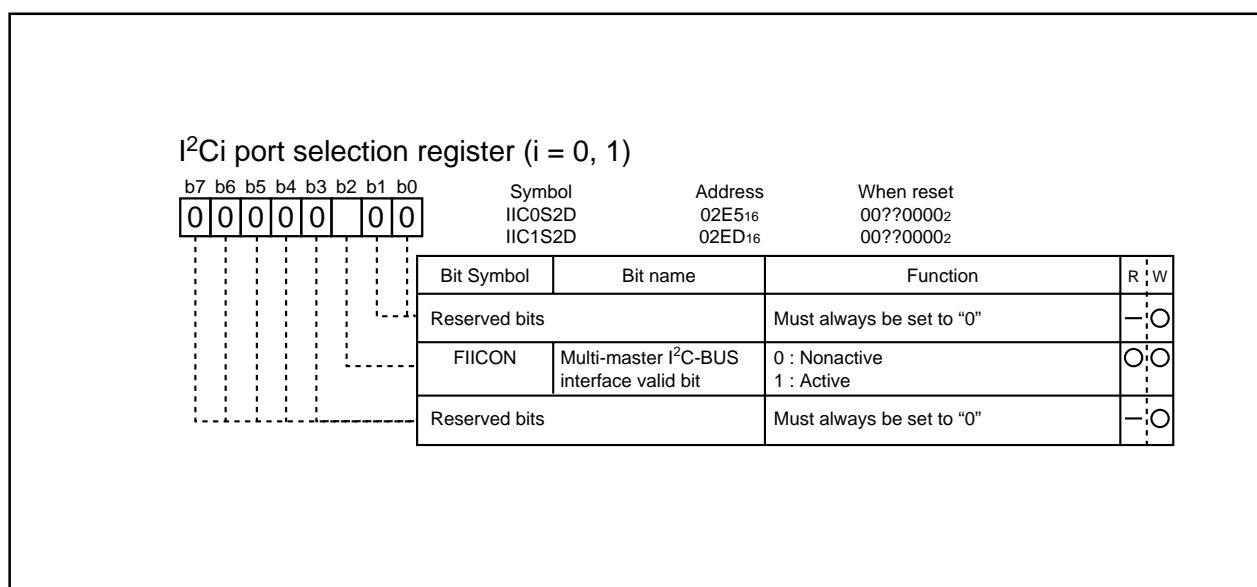 I²Ci port selection register (i = 0, 1)
b7 b6 b5 b4 b3 b2 b1 b0
0 0 0 0 0 0 0
Symbol Address When reset
IIC0S2D 02E5₁₆ 00??0000₂
IIC1S2D 02ED₁₆ 00??0000₂
Bit Symbol Bit name Function R W
Reserved bits Must always be set to “0” — ○
FIICON Multi-master I²C-BUS 0 : Nonactive ○ ○
interface valid bit 1 : Active
Reserved bits Must always be set to “0” — ○